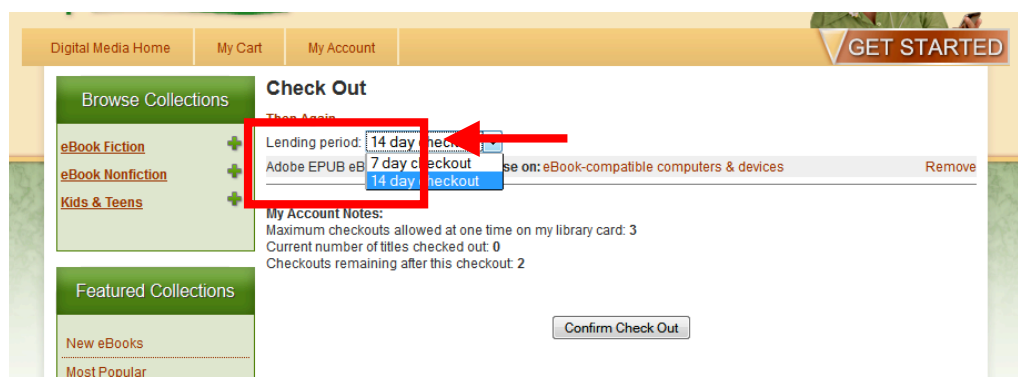 Digital Media Home My Cart My Account
GET STARTED
Browse Collections
eBook Fiction
eBook Nonfiction
Kids & Teens
Featured Collections
New eBooks
Most Popular
Check Out
Then Again
Lending period: 14 day checkout
7 day checkout
14 day checkout
Adobe EPUB eB se on: eBook-compatible computers & devices Remove
My Account Notes:
Maximum checkouts allowed at one time on my library card: 3
Current number of titles checked out: 0
Checkouts remaining after this checkout: 2
Confirm Check Out